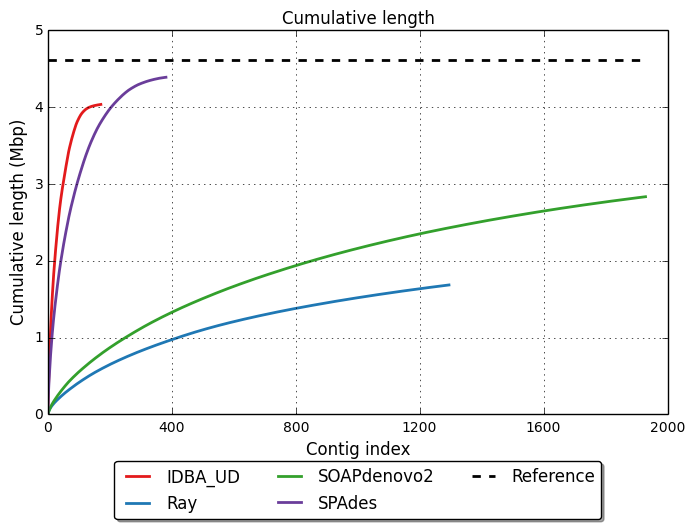 Cumulative length
5
4
3
2
1
0
Cumulative length (Mbp)
0 400 800 1200 1600 2000
Contig index
IDBA_UD SOAPdenovo2 Reference
Ray SPAdes